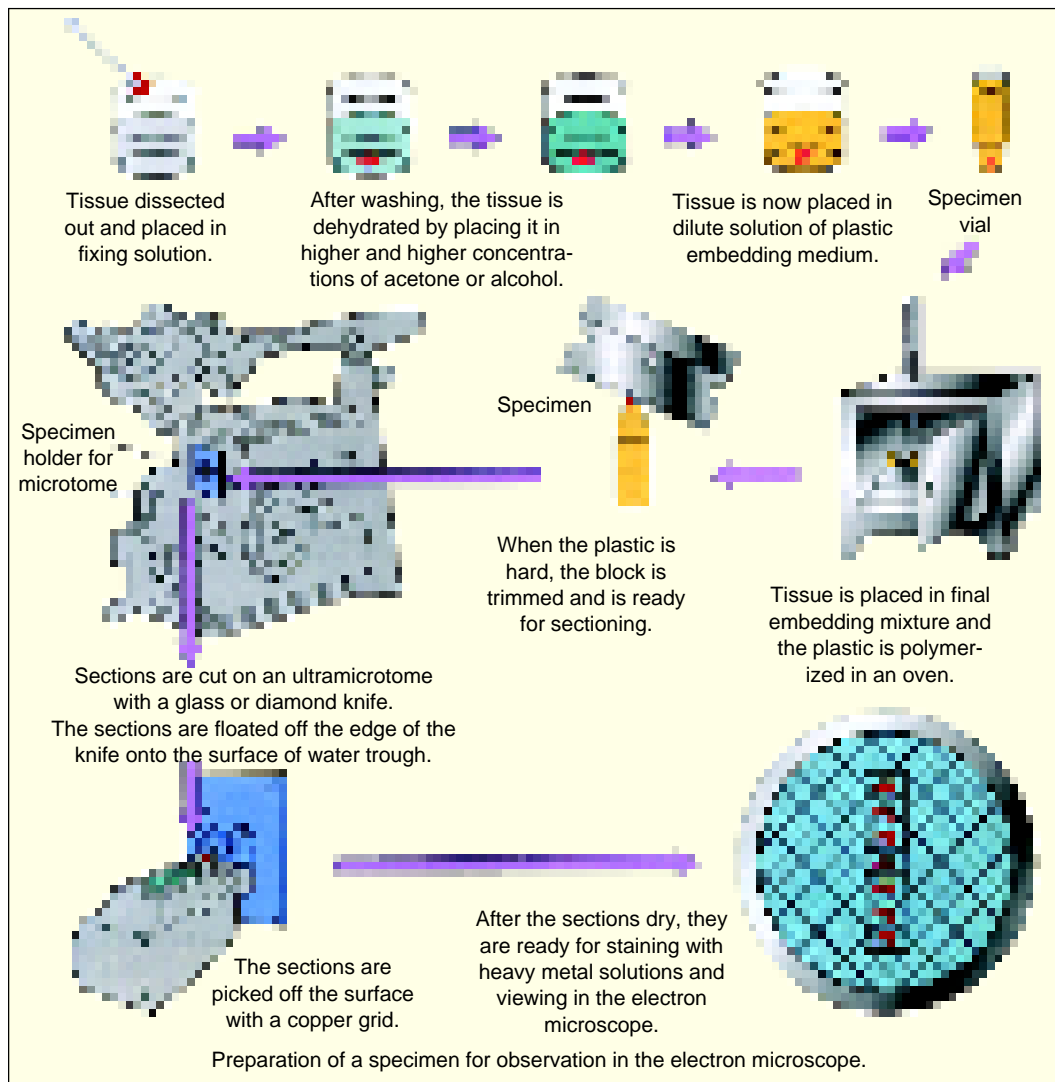 Tissue dissected
out and placed in
fixing solution.
After washing, the tissue is
dehydrated by placing it in
higher and higher concentra-
tions of acetone or alcohol.
Tissue is now placed in
dilute solution of plastic
embedding medium.
Specimen
vial
Tissue is placed in final
embedding mixture and
the plastic is polymer-
ized in an oven.
Specimen
When the plastic is
hard, the block is
trimmed and is ready
for sectioning.
Specimen
holder for
microtome
Sections are cut on an ultramicrotome
with a glass or diamond knife.
The sections are floated off the edge of the
knife onto the surface of water trough.
The sections are
picked off the surface
with a copper grid.
After the sections dry, they
are ready for staining with
heavy metal solutions and
viewing in the electron
microscope.
Preparation of a specimen for observation in the electron microscope.